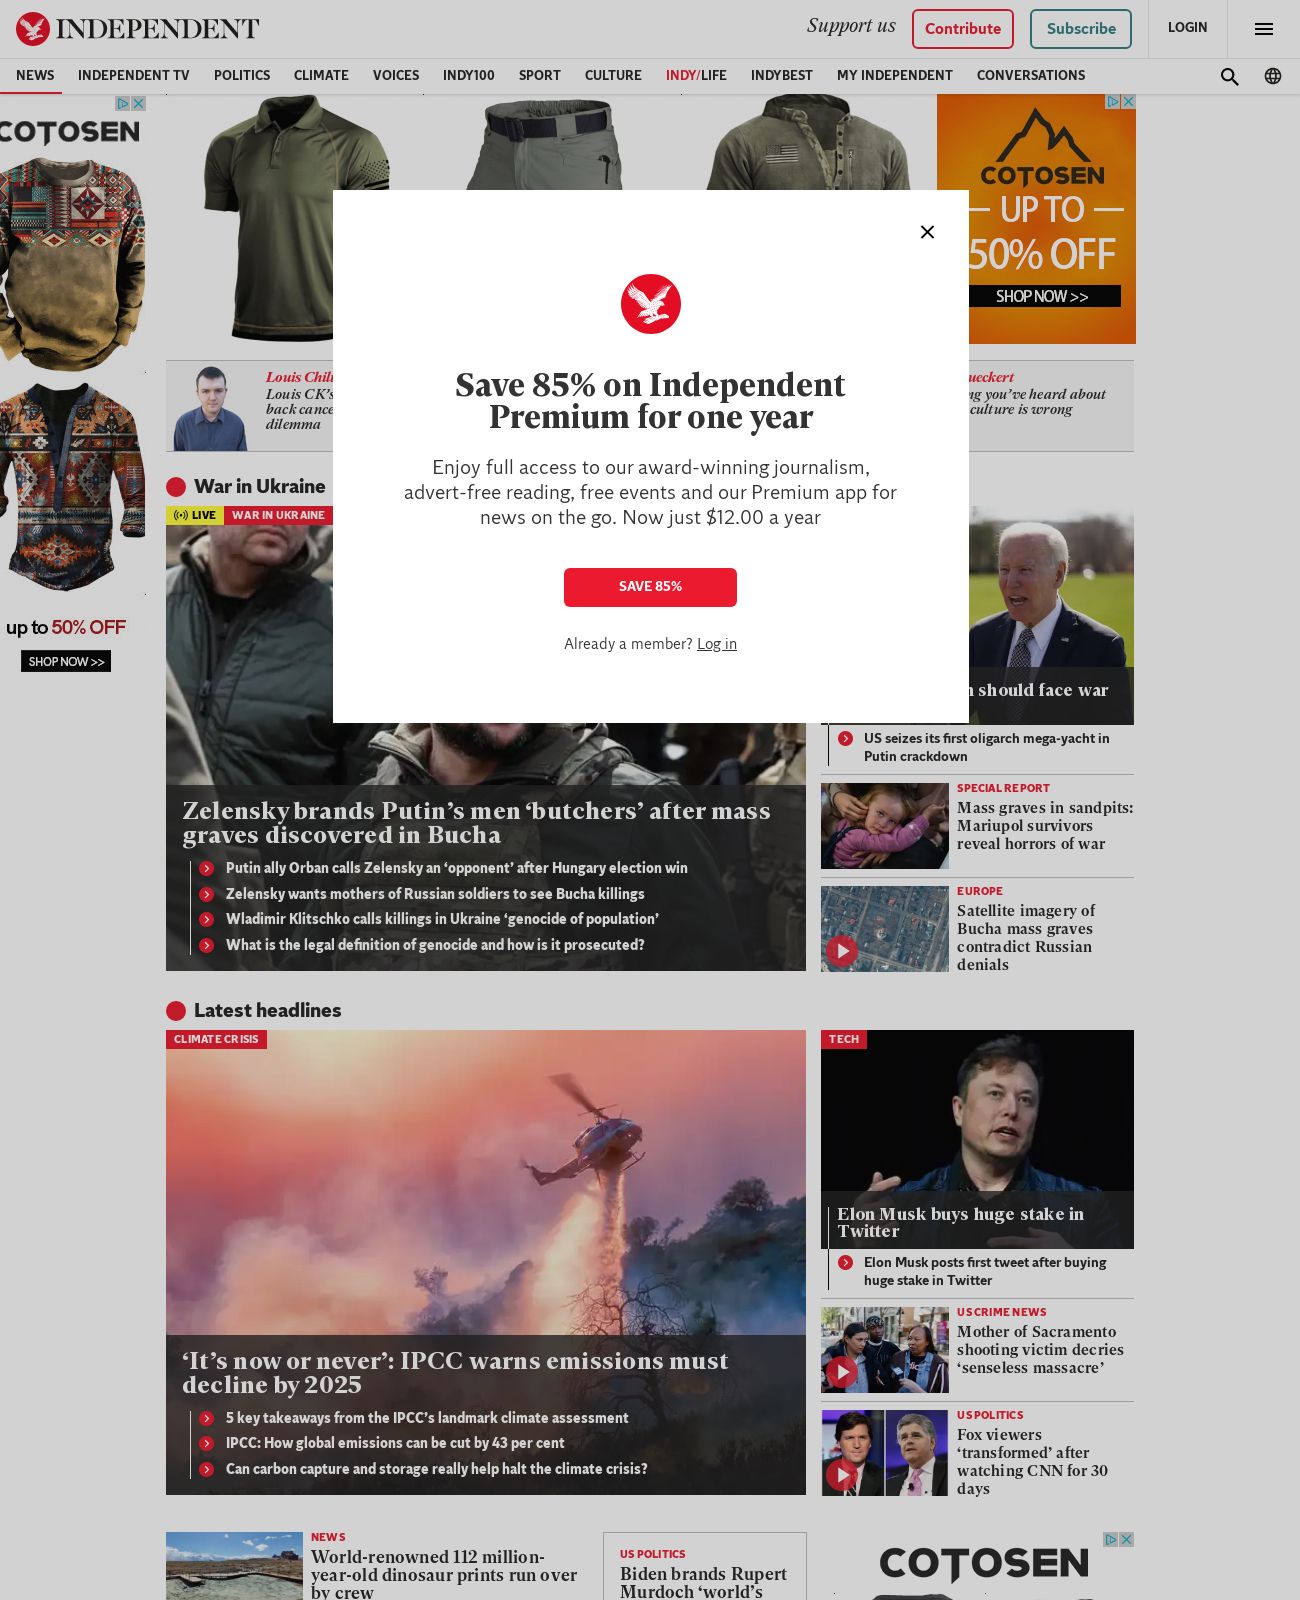 INDEPENDENT
Support us
Contribute
Subscribe
LOGIN
NEWS
INDEPENDENT TV
POLITICS
CLIMATE
VOICES
INDY100
SPORT
CULTURE
INDY/LIFE
INDYBEST
MY INDEPENDENT
CONVERSATIONS
COTOSEN
up to 50% OFF
SHOP NOW >>
COTOSEN
UP TO
50% OFF
SHOP NOW >>
Save 85% on Independent
Premium for one year
Enjoy full access to our award-winning journalism,
advert-free reading, free events and our Premium app for
news on the go. Now just $12.00 a year
SAVE 85%
Already a member? Log in
Louis
Louis CK's
back
dilemma
you've heard about
culture is wrong
War in Ukraine
LIVE
WAR IN UKRAINE
Zelensky brands Putin's men ‘butchers’ after mass
graves discovered in Bucha
Putin ally Orban calls Zelensky an ‘opponent’ after Hungary election win
Zelensky wants mothers of Russian soldiers to see Bucha killings
Wladimir Klitschko calls killings in Ukraine ‘genocide of population’
What is the legal definition of genocide and how is it prosecuted?
should face war
US seizes its first oligarch mega-yacht in
Putin crackdown
SPECIAL REPORT
Mass graves in sandpits:
Mariupol survivors
reveal horrors of war
EUROPE
Satellite imagery of
Bucha mass graves
contradict Russian
denials
Latest headlines
CLIMATE CRISIS
‘It's now or never’: IPCC warns emissions must
decline by 2025
5 key takeaways from the IPCC's landmark climate assessment
IPCC: How global emissions can be cut by 43 per cent
Can carbon capture and storage really help halt the climate crisis?
TECH
Elon Musk buys huge stake in
Twitter
Elon Musk posts first tweet after buying
huge stake in Twitter
US CRIME NEWS
Mother of Sacramento
shooting victim decries
‘senseless massacre’
US POLITICS
Fox viewers
‘transformed’ after
watching CNN for 30
days
NEWS
World-renowned 112 million-
year-old dinosaur prints run over
by crew
US POLITICS
Biden brands Rupert
Murdoch ‘world's
COTOSEN